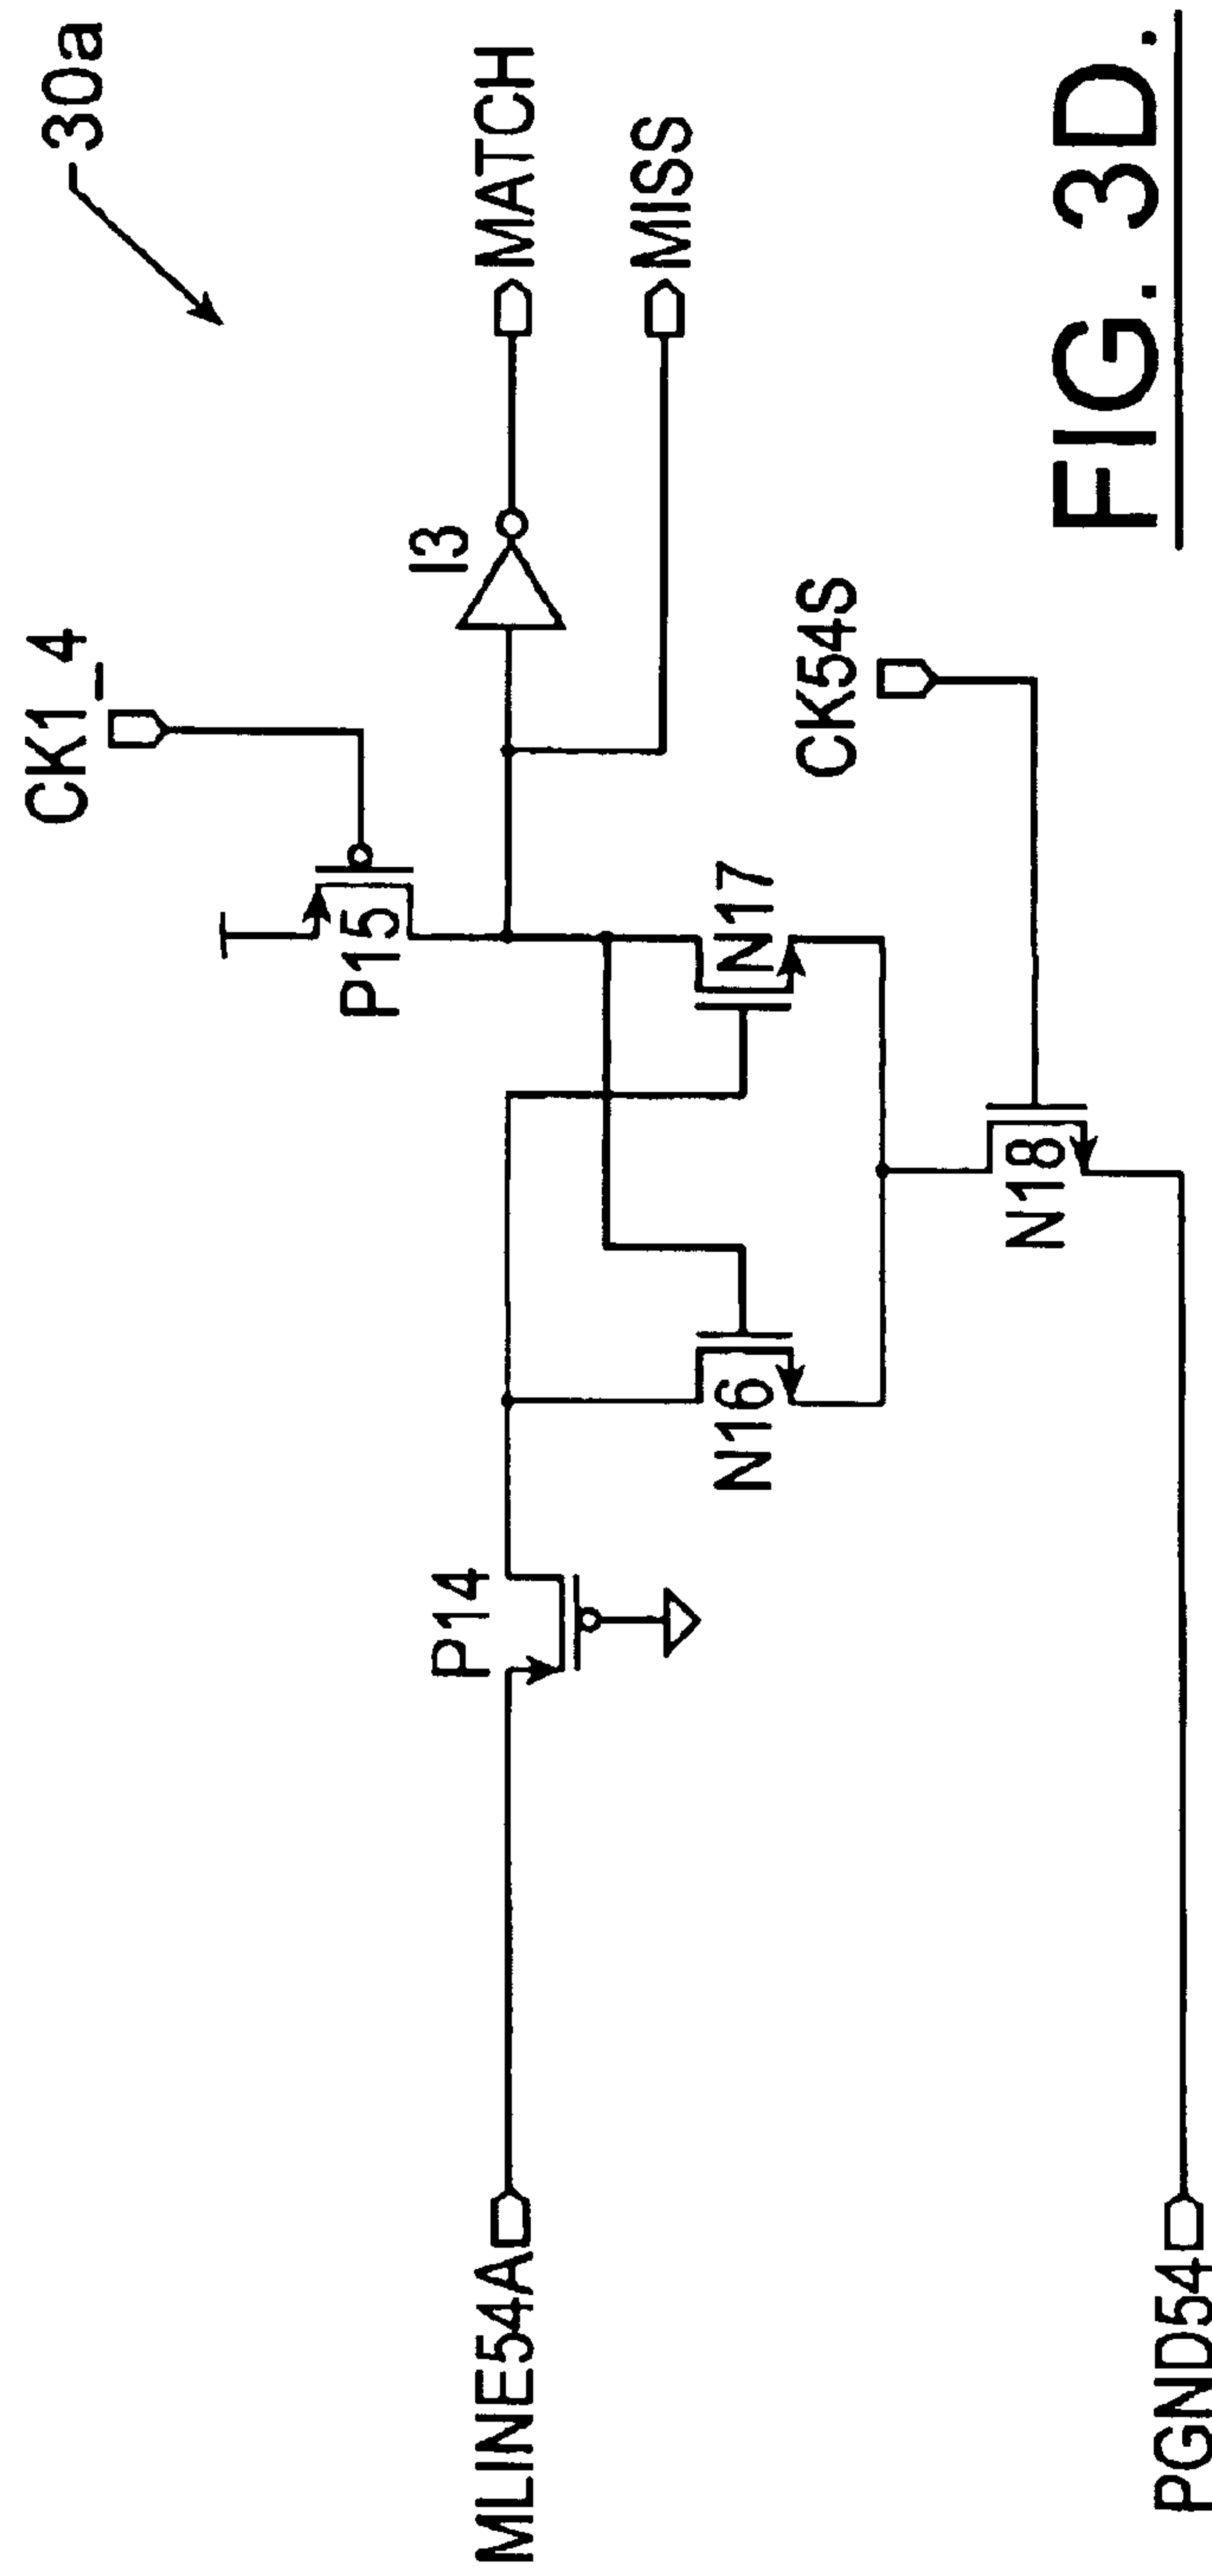 30a
CK1_4
MATCH
I3
P15
MISS
P14
N16
N17
CK54S
N18
MLINE54A
PGND54
FIG. 3D.